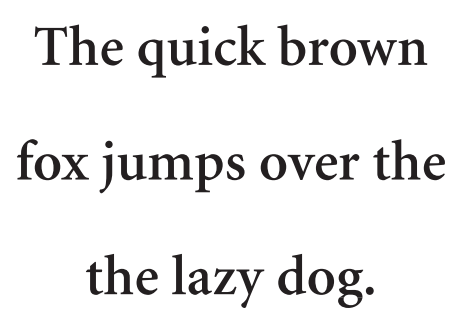 The quick brown
fox jumps over the
the lazy dog.